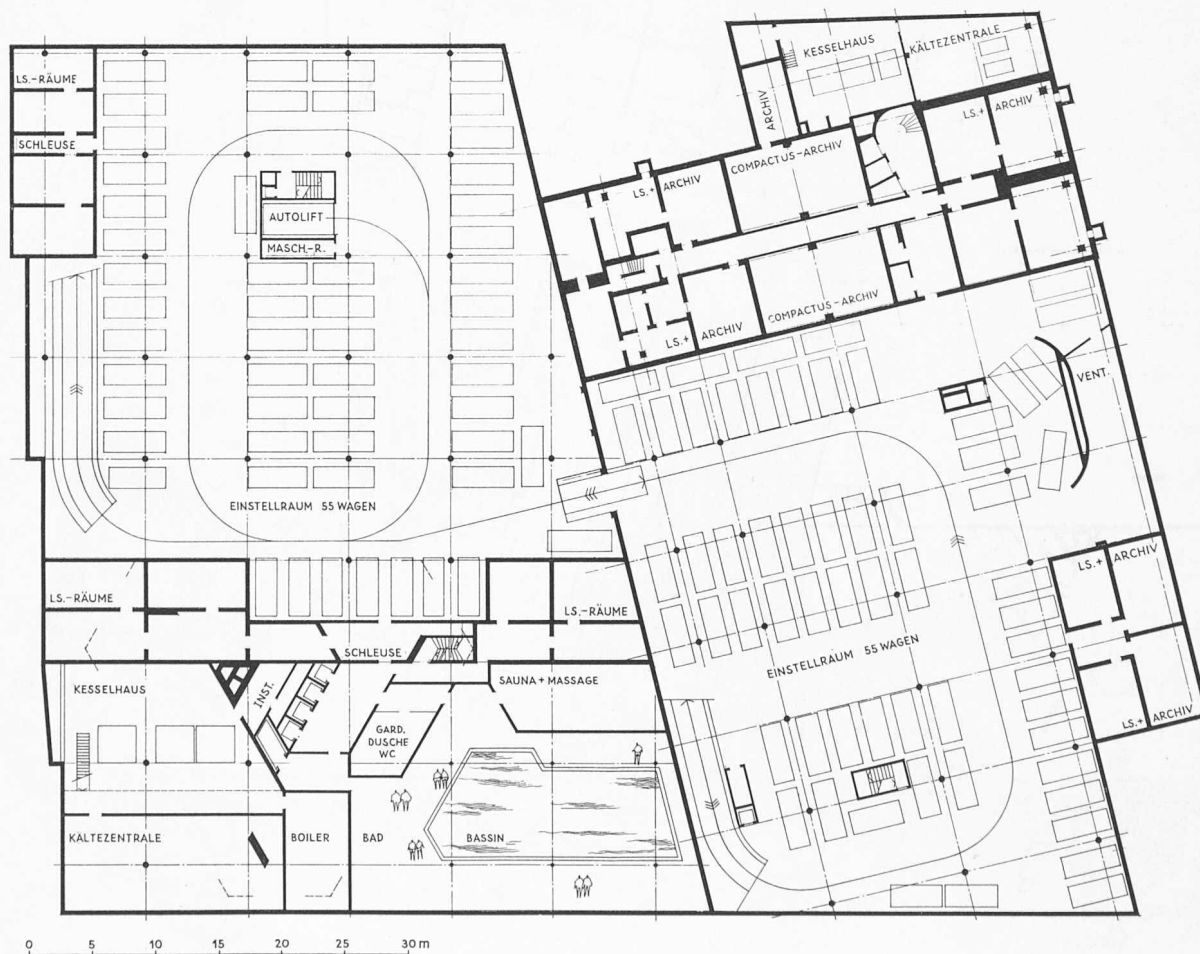 KESSELHAUS
KÄLTEZENTRALE
LS.-RÄUME
ARCHIV
LS.+ ARCHIV
SCHLEUSE
COMPACTUS-ARCHIV
LS.+ ARCHIV
AUTOLIFT
MASCH.-R.
COMPACTUS-ARCHIV
LS.+ ARCHIV
VENT.
EINSTELLRAUM 55 WAGEN
LS.+ ARCHIV
LS.-RÄUME
LS.-RÄUME
SCHLEUSE
EINSTELLRAUM 55 WAGEN
KESSELHAUS
INST.
SAUNA + MASSAGE
LS.+ ARCHIV
GARD.
DUSCHE
WC
KÄLTEZENTRALE
BOILER
BAD
BASSIN
0 5 10 15 20 25 30 m